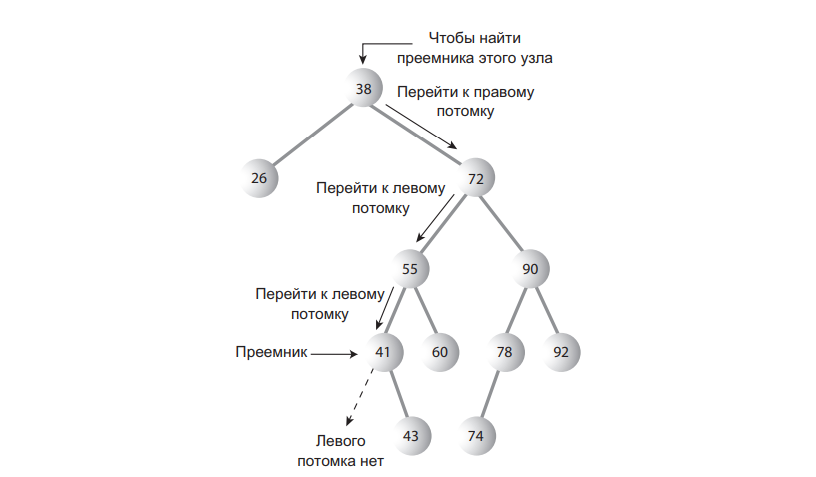 Чтобы найти
преемника этого узла
38
Перейти к правому
потомку
26
72
Перейти к левому
потомку
55
90
Перейти к левому
потомку
Преемник
41
60
78
92
43
74
Левого
потомка нет